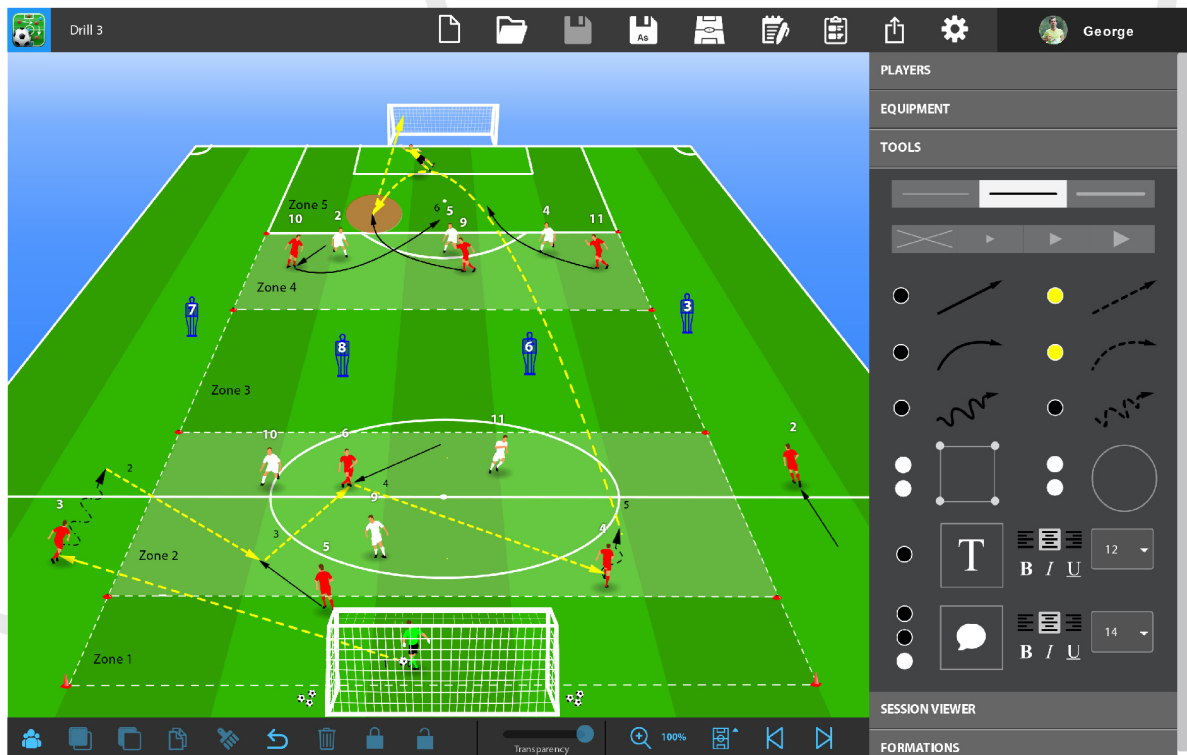 Drill 3
As
George
PLAYERS
EQUIPMENT
TOOLS
Zone 5
10
2
6
5
9
4
11
Zone 4
7
3
8
6
Zone 3
10
6
11
2
2
4
9
3
5
3
5
4
Zone 2
1
Zone 1
T
B I U
12
B I U
14
SESSION VIEWER
FORMATIONS
Transparency
100%